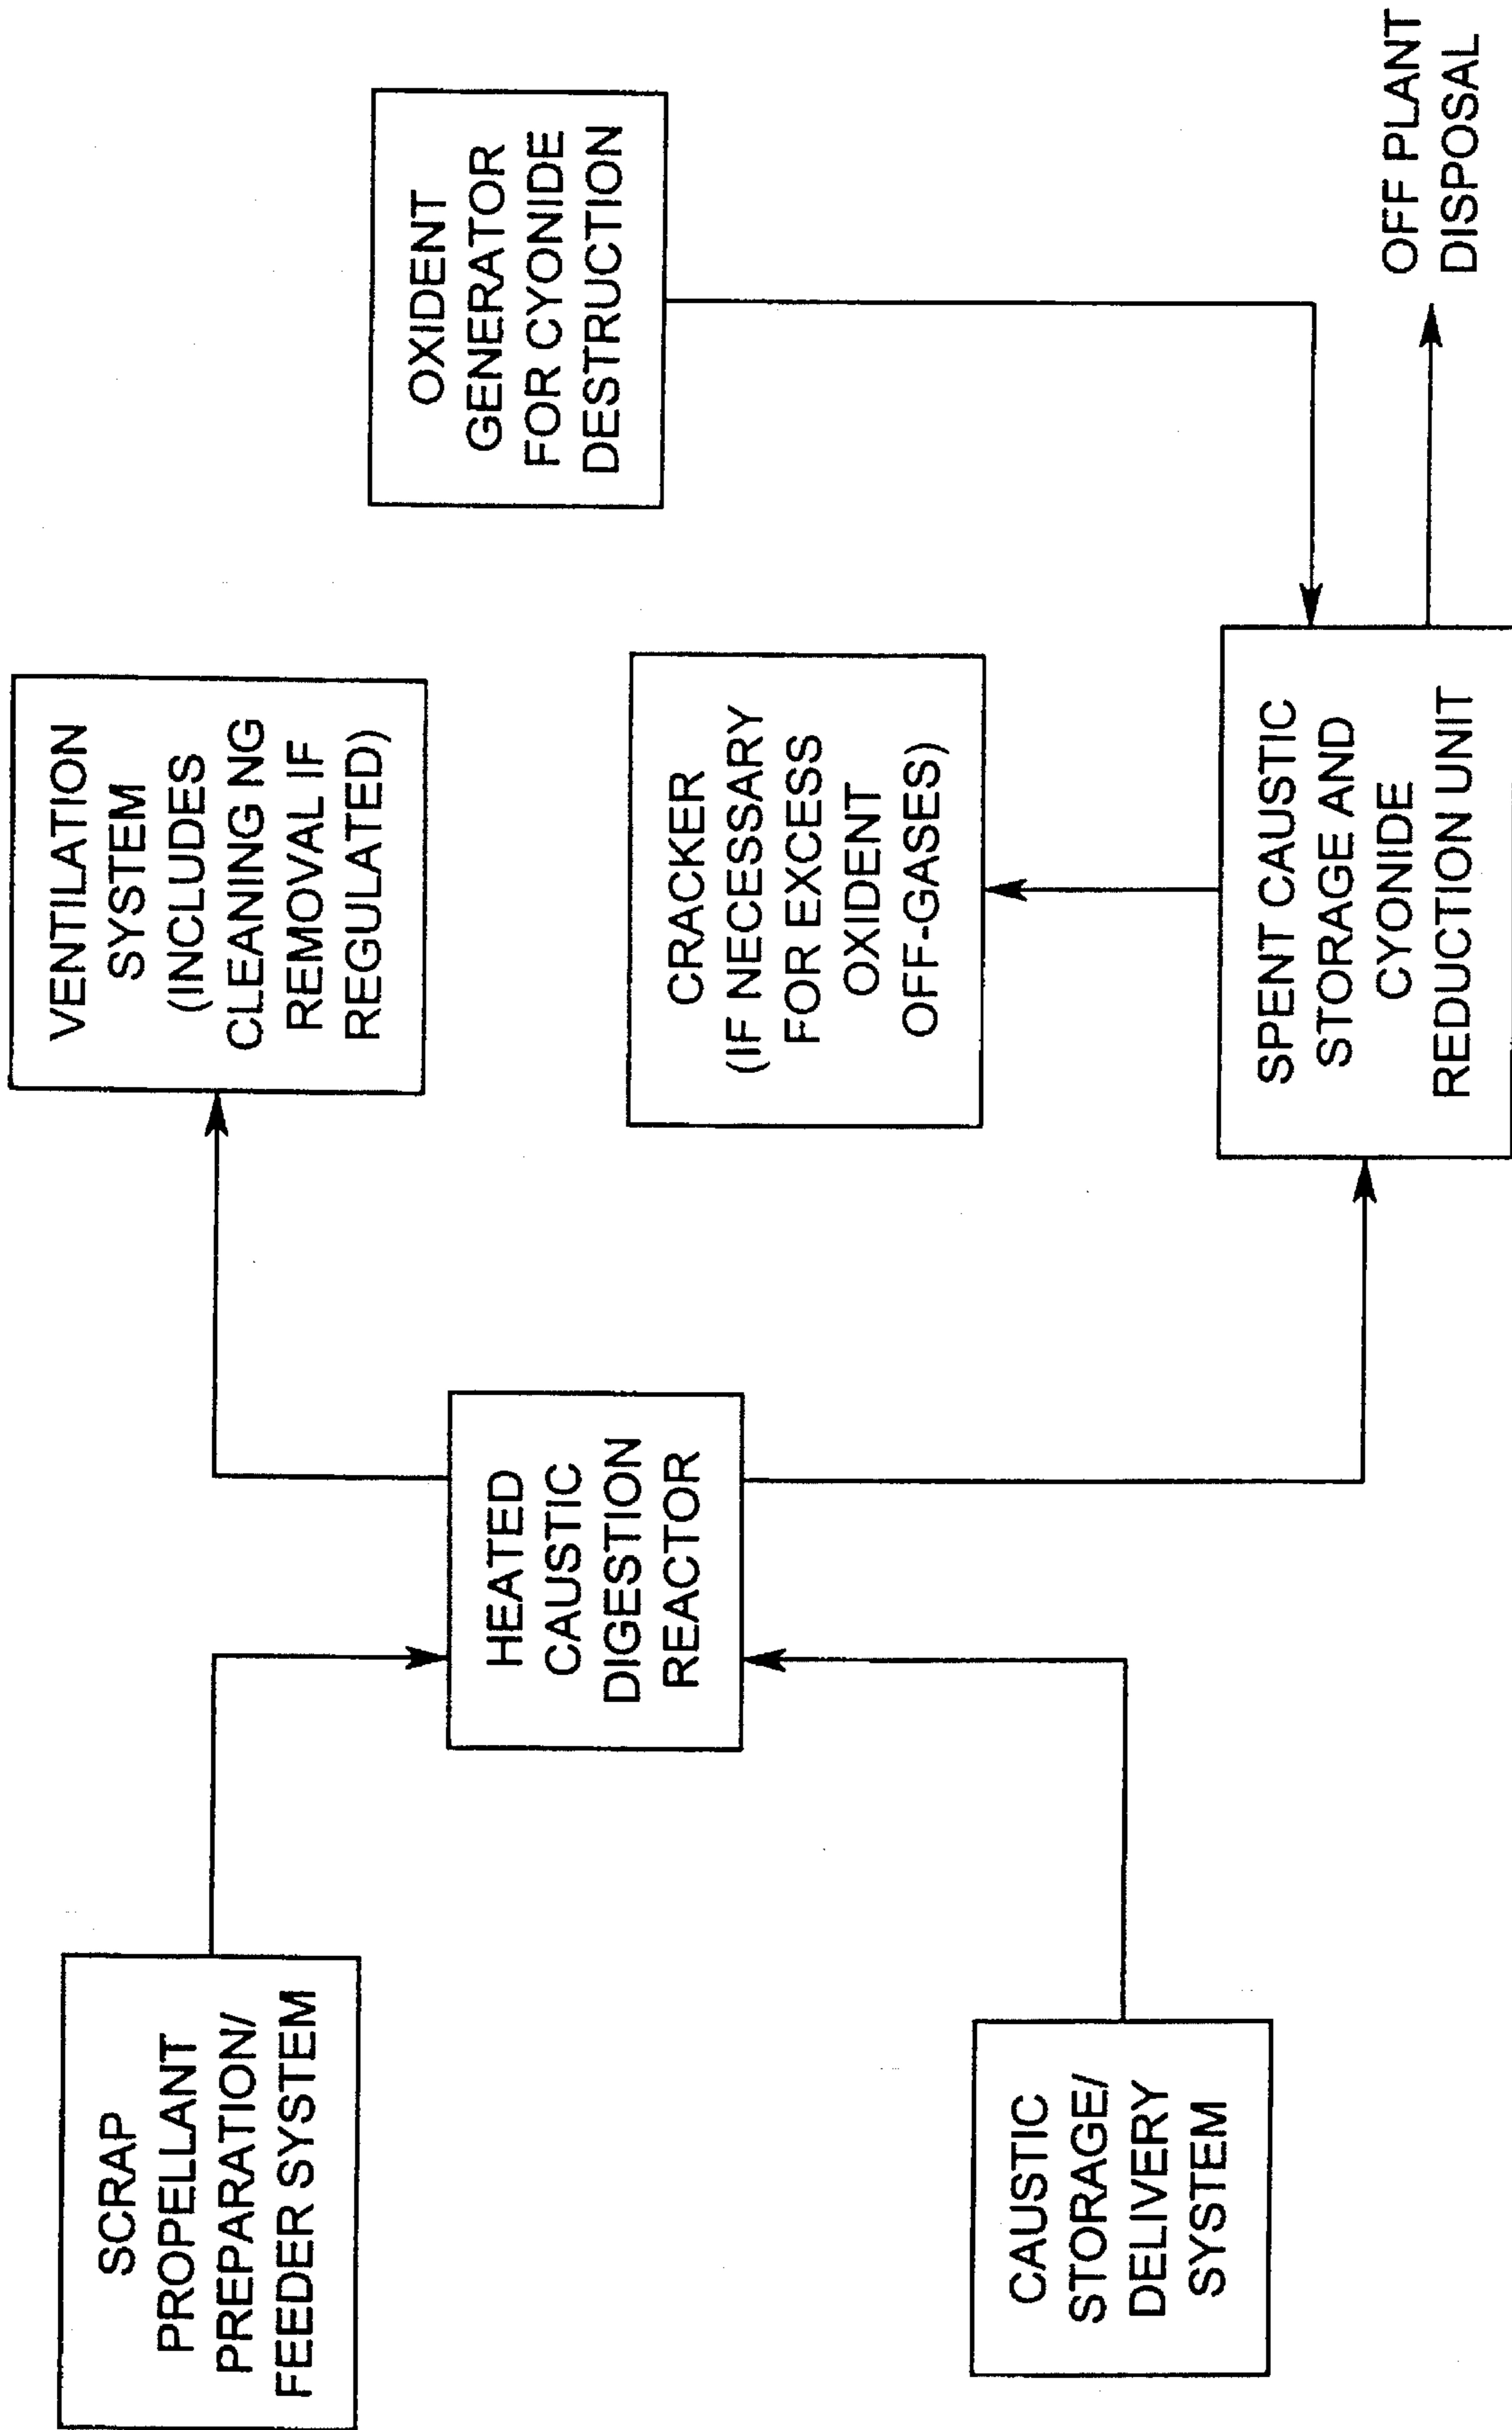 SCRAP
PROPELLANT
PREPARATION/
FEEDER SYSTEM
CAUSTIC
STORAGE/
DELIVERY
SYSTEM
HEATED
CAUSTIC
DIGESTION
REACTOR
VENTILATION
SYSTEM
(INCLUDES
CLEANING NG
REMOVAL IF
REGULATED)
CRACKER
(IF NECESSARY
FOR EXCESS
OXIDENT
OFF-GASES)
SPENT CAUSTIC
STORAGE AND
CYONIDE
REDUCTION UNIT
OXIDENT
GENERATOR
FOR CYONIDE
DESTRUCTION
OFF PLANT
DISPOSAL